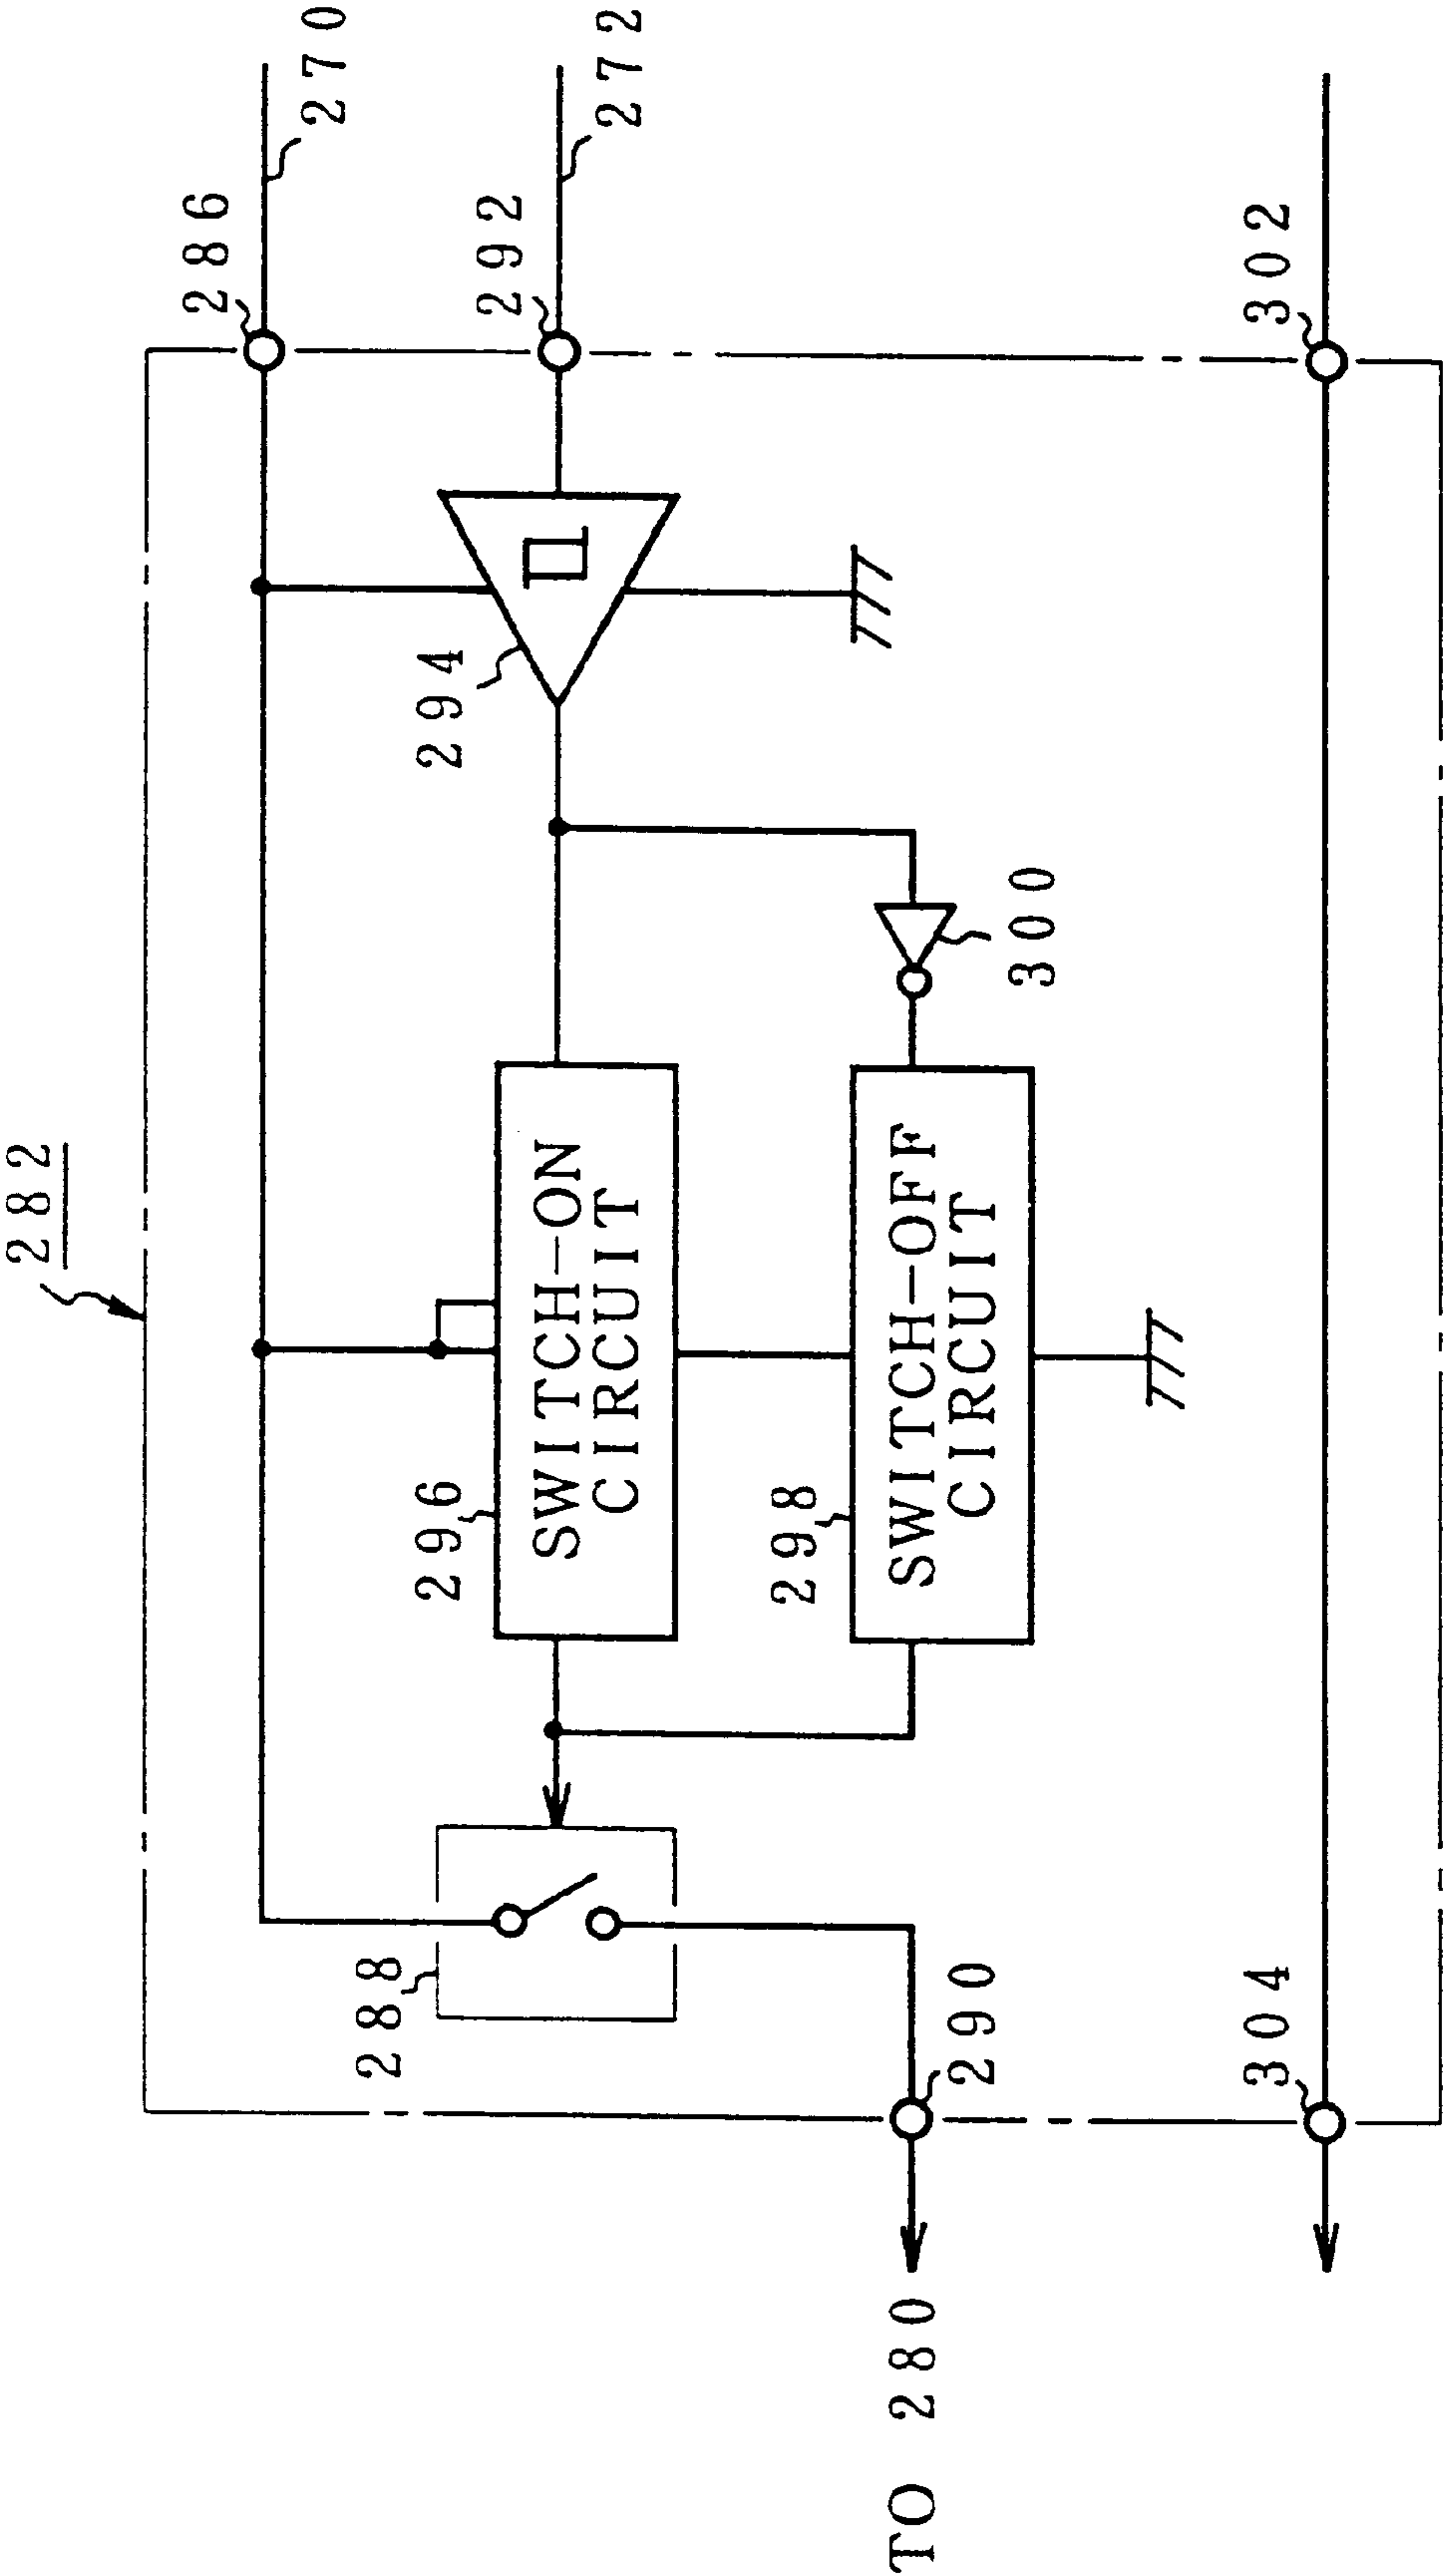 282
270
286
272
292
294
302
300
296
SWITCH-ON
CIRCUIT
298
SWITCH-OFF
CIRCUIT
288
290
304
TO 280